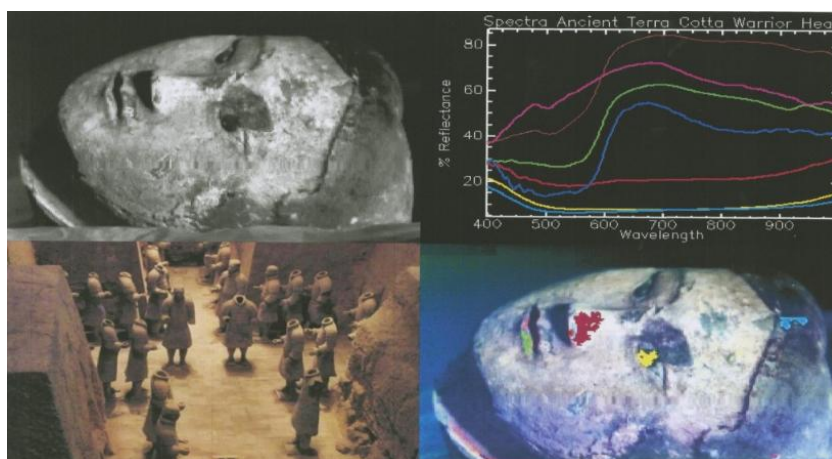 Spectra Ancient Terra Cotta Warrior Hea
80
60
40
20
% Reflectance
400 500 600 700 800 900
Wavelength